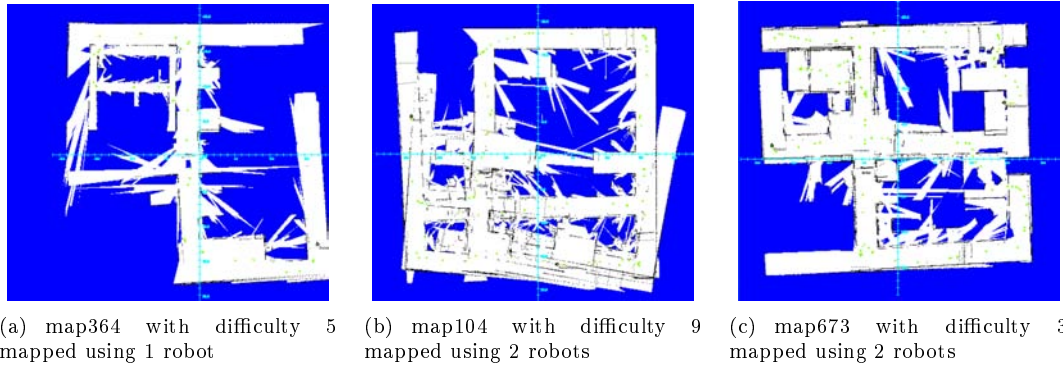 (a) map364 with difficulty 5
mapped using 1 robot
(b) map104 with difficulty 9
mapped using 2 robots
(c) map673 with difficulty 3
mapped using 2 robots